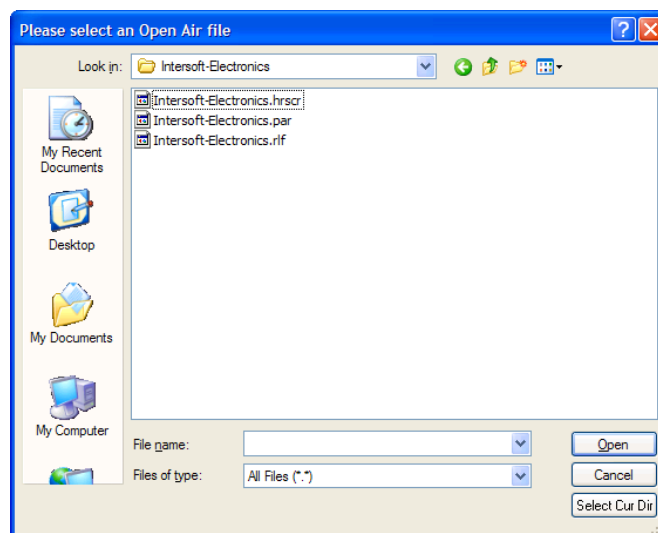 Please select an Open Air file
Look in: Intersoft-Electronics
Intersoft-Electronics.hrscr
Intersoft-Electronics.par
Intersoft-Electronics.rlf
My Recent
Documents
Desktop
My Documents
My Computer
File name:
Open
Files of type: All Files (*.*)
Cancel
Select Cur Dir